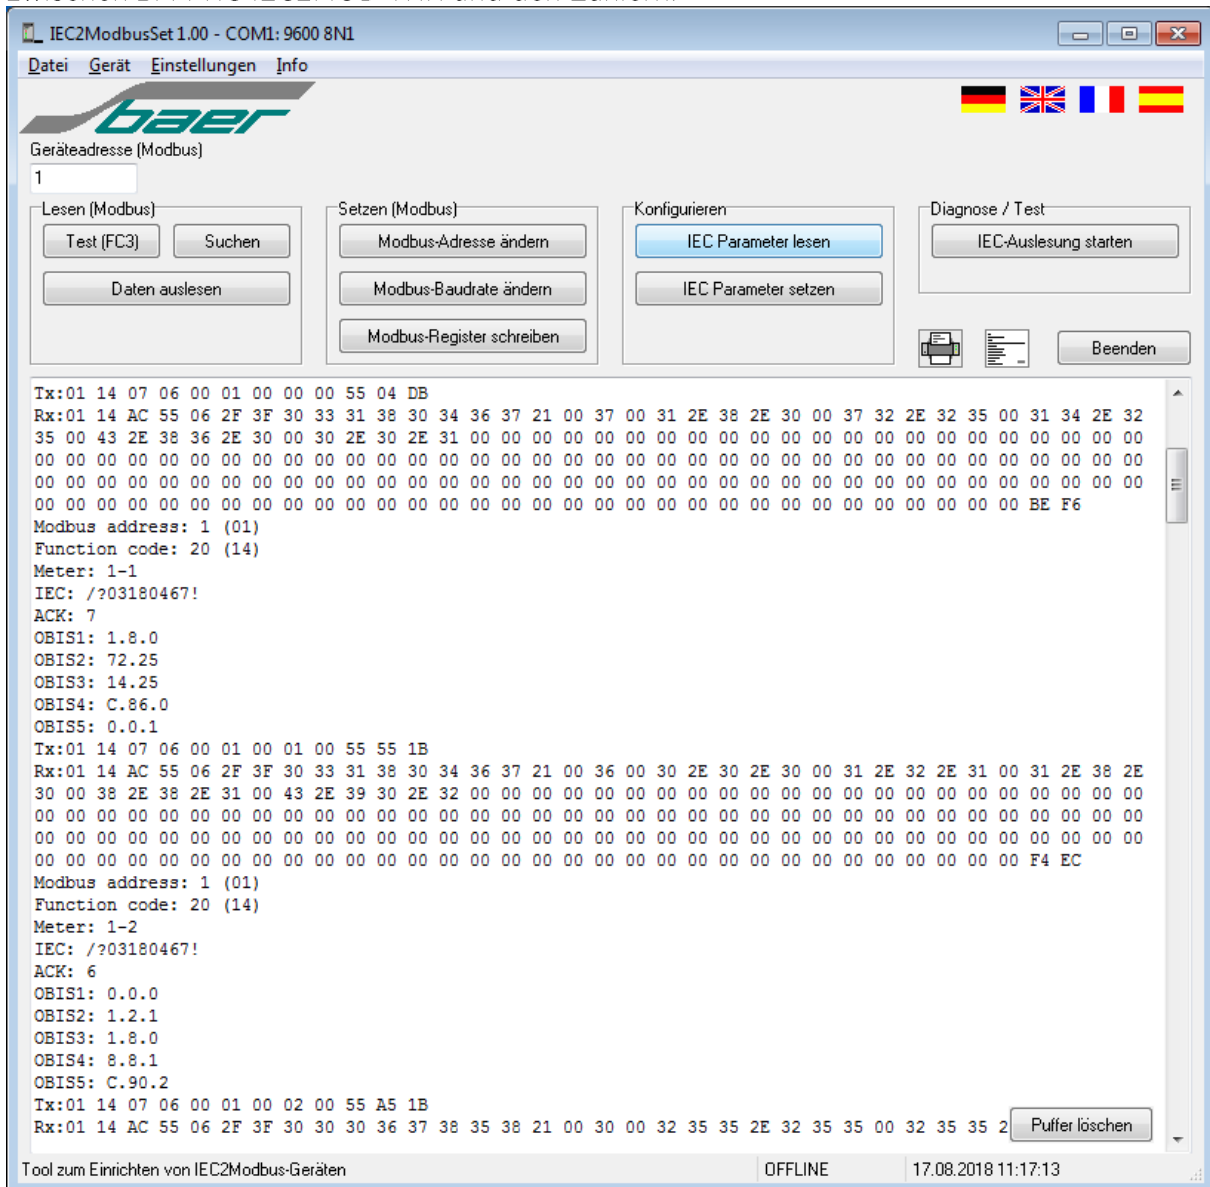 IEC2ModbusSet 1.00 - COM1: 9600 8N1
Datei Gerät Einstellungen Info
baer
Geräteadresse (Modbus)
1
Lesen (Modbus)
Test (FC3) Suchen
Daten auslesen
Setzen (Modbus)
Modbus-Adresse ändern
Modbus-Baudrate ändern
Modbus-Register schreiben
Konfigurieren
IEC Parameter lesen
IEC Parameter setzen
Diagnose / Test
IEC-Auslesung starten
Beenden
Tx:01 14 07 06 00 01 00 00 00 55 04 DB
Rx:01 14 AC 55 06 2F 3F 30 33 31 38 30 34 36 37 21 00 37 00 31 2E 38 2E 30 00 37 32 2E 32 35 00 31 34 2E 32
35 00 43 2E 38 36 2E 30 00 30 2E 30 2E 31 00 00 00 00 00 00 00 00 00 00 00 00 00 00 00 00 00 00 00 00 00 00
00 00 00 00 00 00 00 00 00 00 00 00 00 00 00 00 00 00 00 00 00 00 00 00 00 00 00 00 00 00 00 00 00 00 00 00
00 00 00 00 00 00 00 00 00 00 00 00 00 00 00 00 00 00 00 00 00 00 00 00 00 00 00 00 00 00 00 00 00 00 00 00
00 00 00 00 00 00 00 00 00 00 00 00 00 00 00 00 00 00 00 00 00 00 00 00 00 00 00 00 00 00 00 00 BE F6
Modbus address: 1 (01)
Function code: 20 (14)
Meter: 1-1
IEC: /?03180467!
ACK: 7
OBIS1: 1.8.0
OBIS2: 72.25
OBIS3: 14.25
OBIS4: C.86.0
OBIS5: 0.0.1
Tx:01 14 07 06 00 01 00 01 00 55 55 1B
Rx:01 14 AC 55 06 2F 3F 30 33 31 38 30 34 36 37 21 00 36 00 30 2E 30 2E 30 00 31 2E 32 2E 31 00 31 2E 38 2E
30 00 38 2E 38 2E 31 00 43 2E 39 30 2E 32 00 00 00 00 00 00 00 00 00 00 00 00 00 00 00 00 00 00 00 00 00 00
00 00 00 00 00 00 00 00 00 00 00 00 00 00 00 00 00 00 00 00 00 00 00 00 00 00 00 00 00 00 00 00 00 00 00 00
00 00 00 00 00 00 00 00 00 00 00 00 00 00 00 00 00 00 00 00 00 00 00 00 00 00 00 00 00 00 00 00 00 00 00 00
00 00 00 00 00 00 00 00 00 00 00 00 00 00 00 00 00 00 00 00 00 00 00 00 00 00 00 00 00 00 00 00 F4 EC
Modbus address: 1 (01)
Function code: 20 (14)
Meter: 1-2
IEC: /?03180467!
ACK: 6
OBIS1: 0.0.0
OBIS2: 1.2.1
OBIS3: 1.8.0
OBIS4: 8.8.1
OBIS5: C.90.2
Tx:01 14 07 06 00 01 00 02 00 55 A5 1B
Rx:01 14 AC 55 06 2F 3F 30 30 30 36 37 38 35 38 21 00 30 00 32 35 35 2E 32 35 35 00 32 35 35 2
Puffer löschen
Tool zum Einrichten von IEC2Modbus-Geräten OFFLINE 17.08.2018 11:17:13